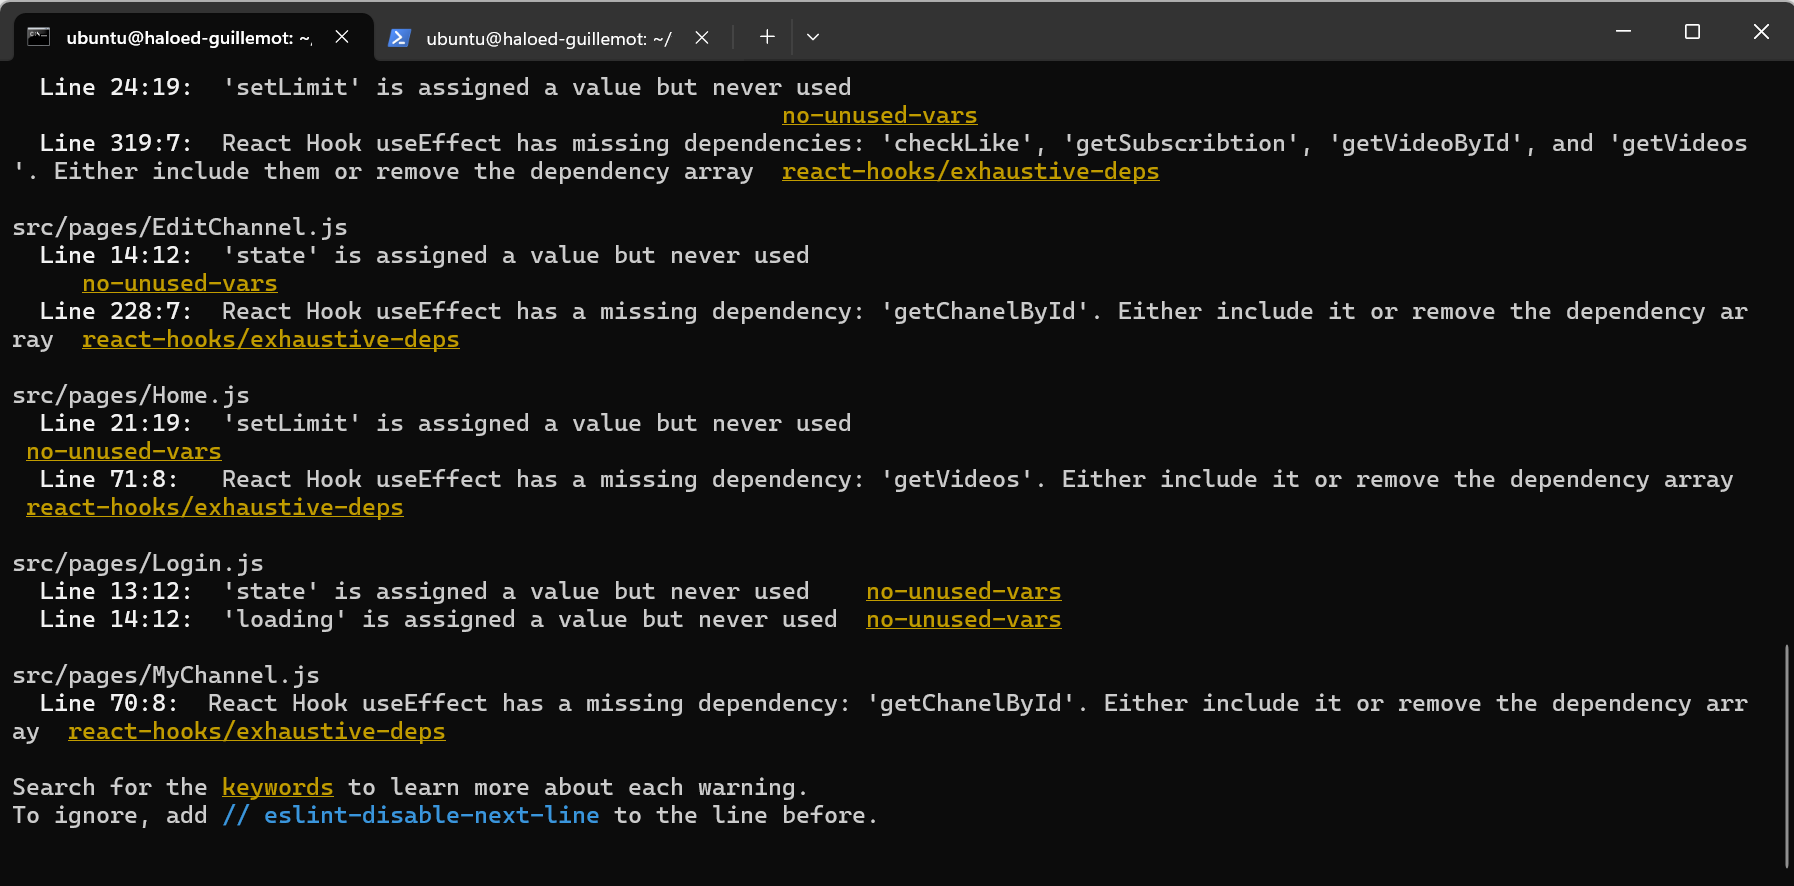 ubuntu@haloed-guillemot: ~,
ubuntu@haloed-guillemot: ~/
Line 24:19:  'setLimit' is assigned a value but never used
no-unused-vars
Line 319:7:  React Hook useEffect has missing dependencies: 'checkLike', 'getSubscribtion', 'getVideoById', and 'getVideos
'. Either include them or remove the dependency array  react-hooks/exhaustive-deps
src/pages/EditChannel.js
Line 14:12:  'state' is assigned a value but never used
no-unused-vars
Line 228:7:  React Hook useEffect has a missing dependency: 'getChanelById'. Either include it or remove the dependency ar
ray  react-hooks/exhaustive-deps
src/pages/Home.js
Line 21:19:  'setLimit' is assigned a value but never used
no-unused-vars
Line 71:8:   React Hook useEffect has a missing dependency: 'getVideos'. Either include it or remove the dependency array
react-hooks/exhaustive-deps
src/pages/Login.js
Line 13:12:  'state' is assigned a value but never used    no-unused-vars
Line 14:12:  'loading' is assigned a value but never used  no-unused-vars
src/pages/MyChannel.js
Line 70:8:  React Hook useEffect has a missing dependency: 'getChanelById'. Either include it or remove the dependency arr
ay  react-hooks/exhaustive-deps
Search for the keywords to learn more about each warning.
To ignore, add // eslint-disable-next-line to the line before.